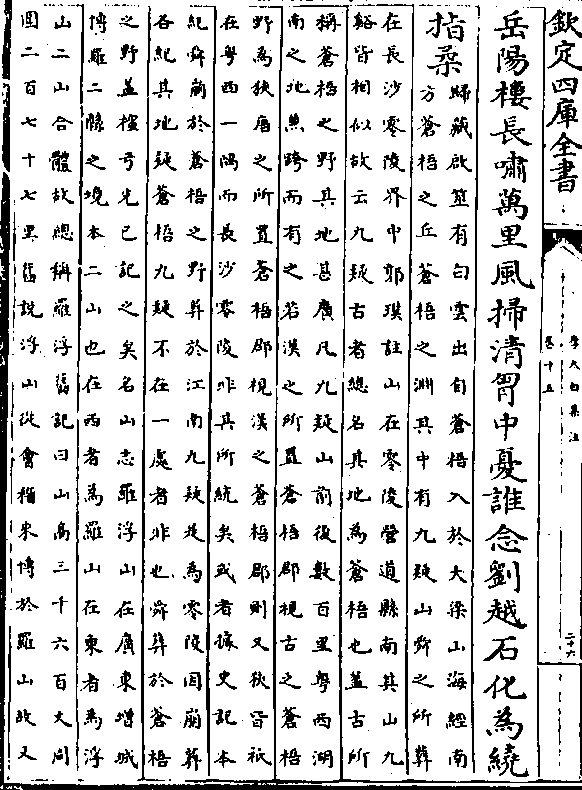 欽定四庫全書
李太白集注
卷十五
二十六
岳陽樓長嘯萬里風掃清胷中憂誰念劉越石化為繞
指柔
歸藏啟筮有白雲出自蒼梧入於大梁山海經南
方蒼梧之丘蒼梧之淵其中有九疑山舜之所葬
在長沙零陵界中郭璞註山在零陵營道縣南其山九
谿皆相似故云九疑古者總名其地為蒼梧也蓋古所
稱蒼梧之野其地甚廣凡九疑山前後數百里粤西湖
南之地無跨而有之若漢之所置蒼梧郡視古之蒼梧
野為狹唐之所置蒼梧郡視漢之蒼梧郡則又狹皆祇
在粤西一隅而長沙零陵非其所統矣或者據史記本
紀舜崩於蒼梧之野葬於江南九疑是為零陵因崩葬
各紀其地疑蒼梧九疑不在一處者非也舜葬於蒼梧
之野蓋檀弓先已記之矣名山志羅浮山在廣東增城
博羅二縣之境本二山也在西者為羅山在東者為浮
山二山合體故總稱羅浮舊記曰山高三千六百丈周
圍二百七十七里舊說浮山從會稽來博於羅山故又